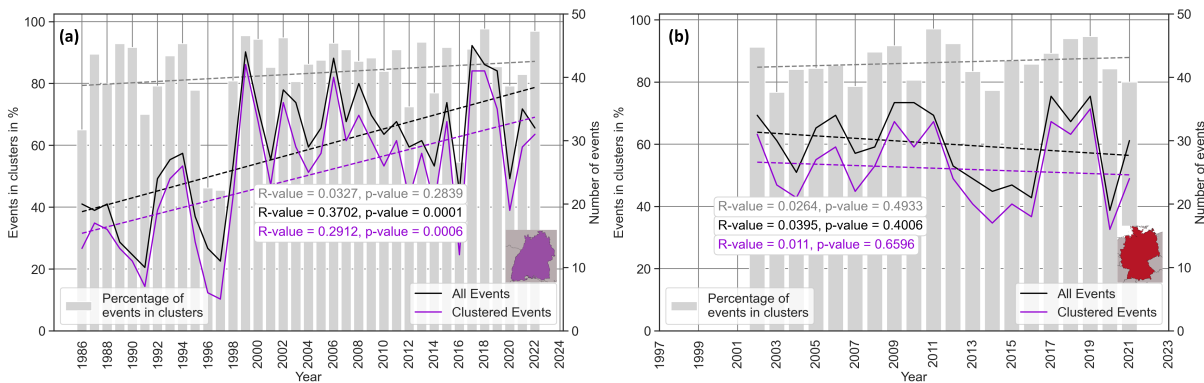 (a)
100
80
60
40
20
0
Events in clusters in %
50
40
30
20
10
0
Number of events
R-value = 0.0327, p-value = 0.2839
R-value = 0.3702, p-value = 0.0001
R-value = 0.2912, p-value = 0.0006
Percentage of
events in clusters
All Events
Clustered Events
1986
1988
1990
1992
1994
1996
1998
2000
2002
2004
2006
2008
2010
2012
2014
2016
2018
2020
2022
2024
Year
(b)
100
80
60
40
20
0
Events in clusters in %
50
40
30
20
10
0
Number of events
R-value = 0.0264, p-value = 0.4933
R-value = 0.0395, p-value = 0.4006
R-value = 0.011, p-value = 0.6596
Percentage of
events in clusters
All Events
Clustered Events
1997
1999
2001
2003
2005
2007
2009
2011
2013
2015
2017
2019
2021
2023
Year